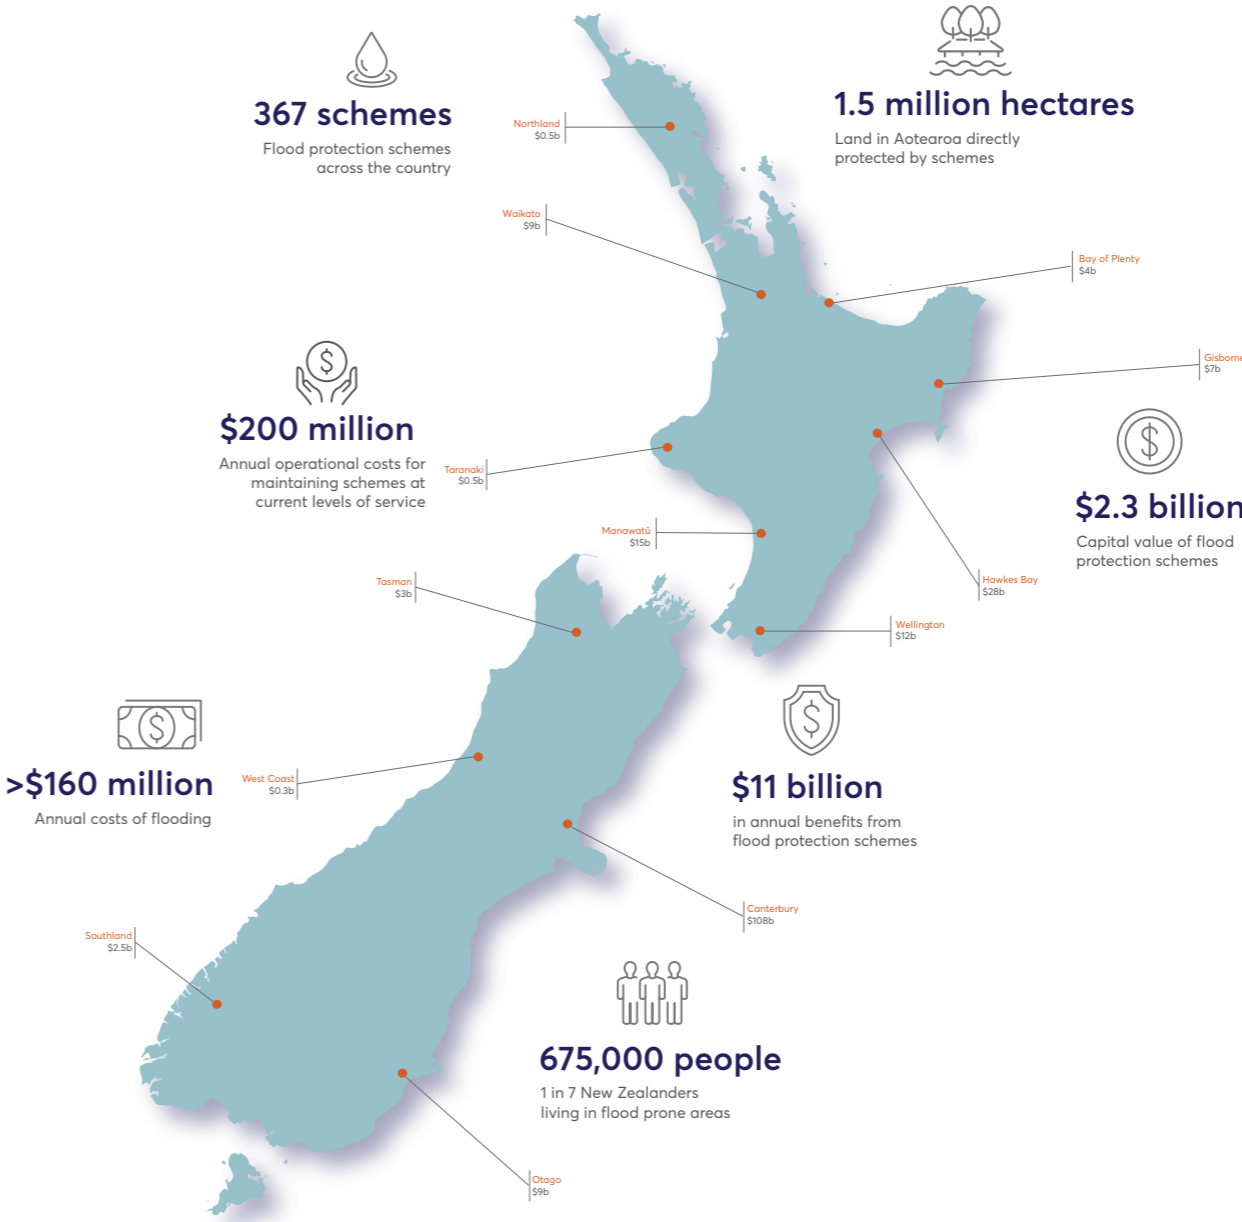 367 schemes
Flood protection schemes
across the country
1.5 million hectares
Land in Aotearoa directly
protected by schemes
Northland
$0.5b
Waikato
$9b
Bay of Plenty
$4b
Gisborne
$7b
$200 million
Annual operational costs for
maintaining schemes at
current levels of service
Taranaki
$0.5b
$2.3 billion
Capital value of flood
protection schemes
Manawatū
$15b
Tasman
$3b
Hawkes Bay
$28b
Wellington
$12b
>$160 million
Annual costs of flooding
West Coast
$0.3b
$11 billion
in annual benefits from
flood protection schemes
Canterbury
$108b
Southland
$2.5b
675,000 people
1 in 7 New Zealanders
living in flood prone areas
Otago
$9b